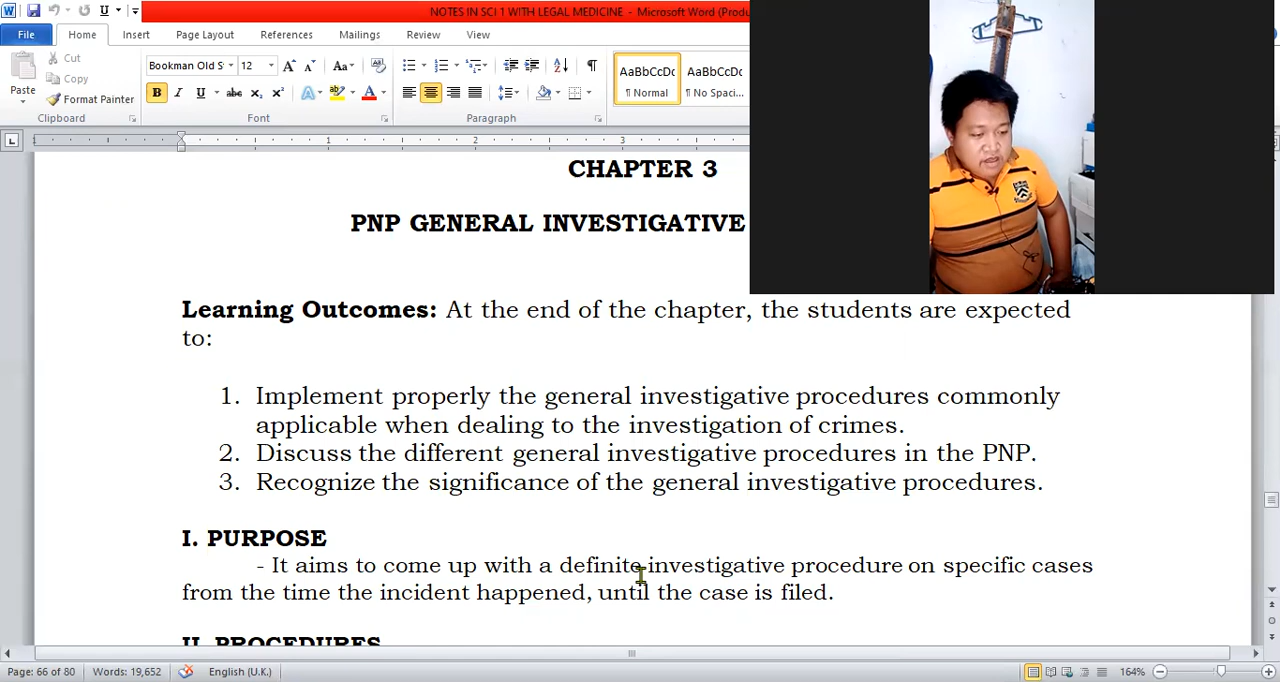 NOTES IN SCI 1 WITH LEGAL MEDICINE - Microsoft Word (Produ
File Home Insert Page Layout References Mailings Review View
Paste
Cut
Copy
Format Painter
Clipboard
Bookman Old S 12
Font
Paragraph
AaBbCcDc AaBbCcDc
¶ Normal ¶ No Spaci...
1 2 3
CHAPTER 3
PNP GENERAL INVESTIGATIVE
Learning Outcomes: At the end of the chapter, the students are expected
to:
1. Implement properly the general investigative procedures commonly
applicable when dealing to the investigation of crimes.
2. Discuss the different general investigative procedures in the PNP.
3. Recognize the significance of the general investigative procedures.
I. PURPOSE
- It aims to come up with a definite investigative procedure on specific cases
from the time the incident happened, until the case is filed.
II. PROCEDURES
Page: 66 of 80 Words: 19,652 English (U.K.) 164%